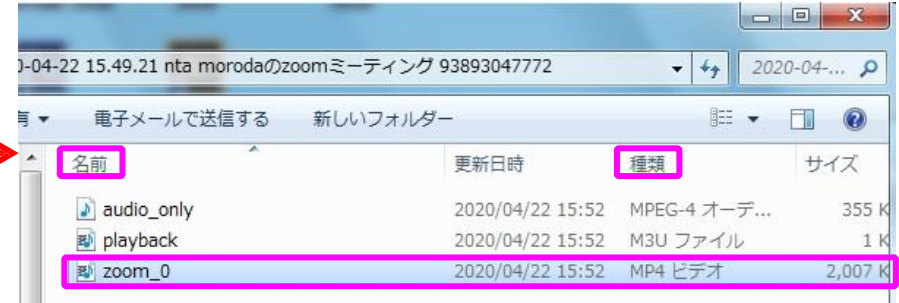 0-04-22 15.49.21 nta morodaのzoomミーティング 93893047772 2020-04-...
有 電子メールで送信する 新しいフォルダー
名前 更新日時 種類 サイズ
audio_only 2020/04/22 15:52 MPEG-4 オーデ... 355 K
playback 2020/04/22 15:52 M3U ファイル 1 K
zoom_0 2020/04/22 15:52 MP4 ビデオ 2,007 K